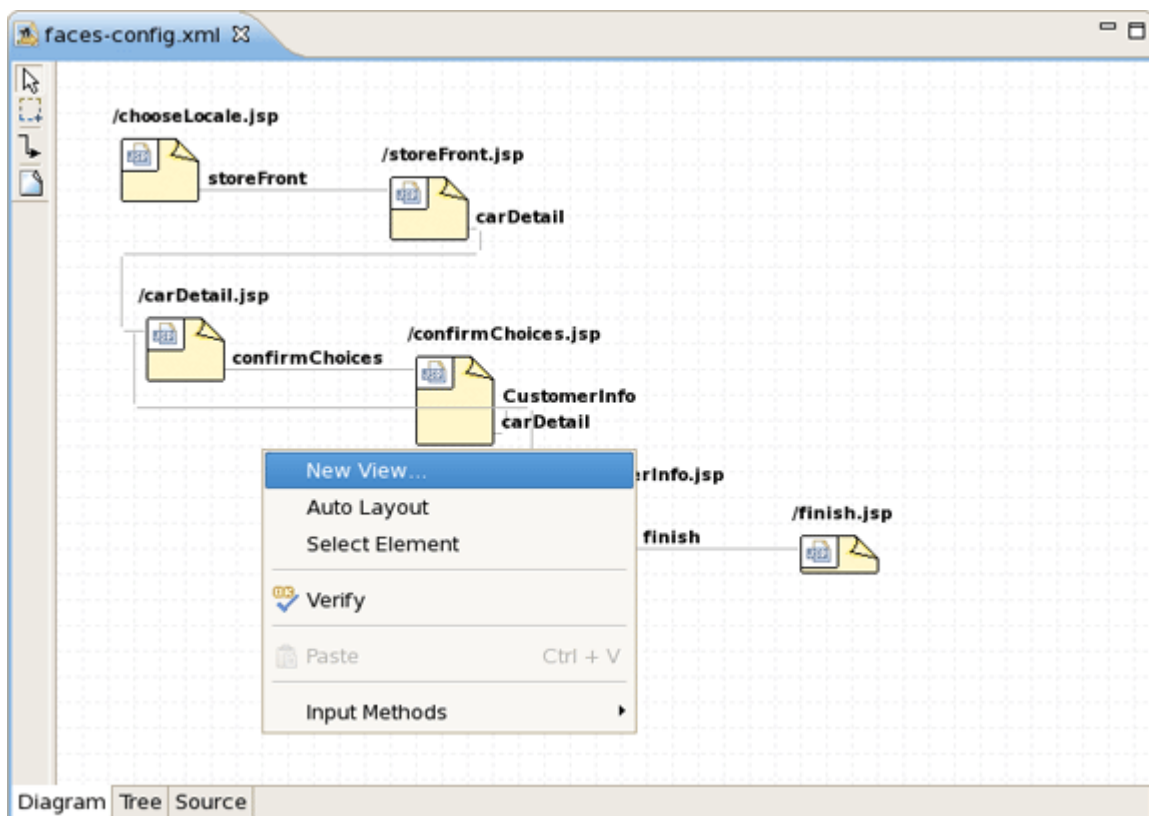 faces-config.xml
/chooseLocale.jsp
storeFront
/storeFront.jsp
carDetail
/carDetail.jsp
confirmChoices
/confirmChoices.jsp
CustomerInfo
carDetail
erInfo.jsp
finish
/finish.jsp
New View...
Auto Layout
Select Element
Verify
Paste Ctrl + V
Input Methods
Diagram Tree Source